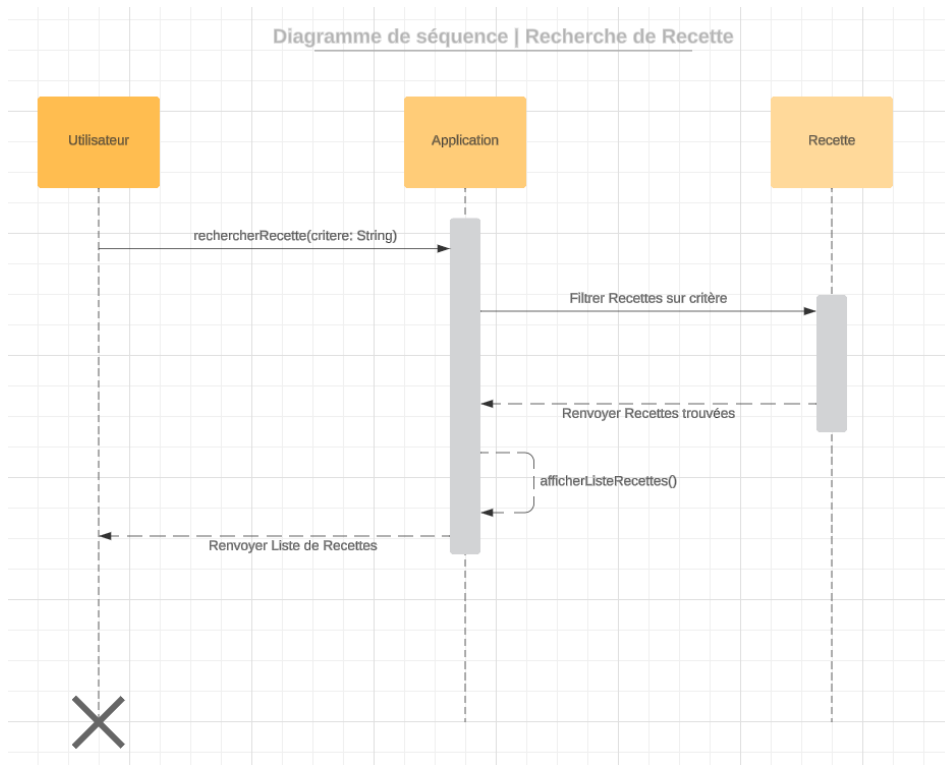 Diagramme de séquence | Recherche de Recette
Utilisateur
Application
Recette
rechercherRecette(critere: String)
Filtrer Recettes sur critère
Renvoyer Recettes trouvées
afficherListeRecettes()
Renvoyer Liste de Recettes